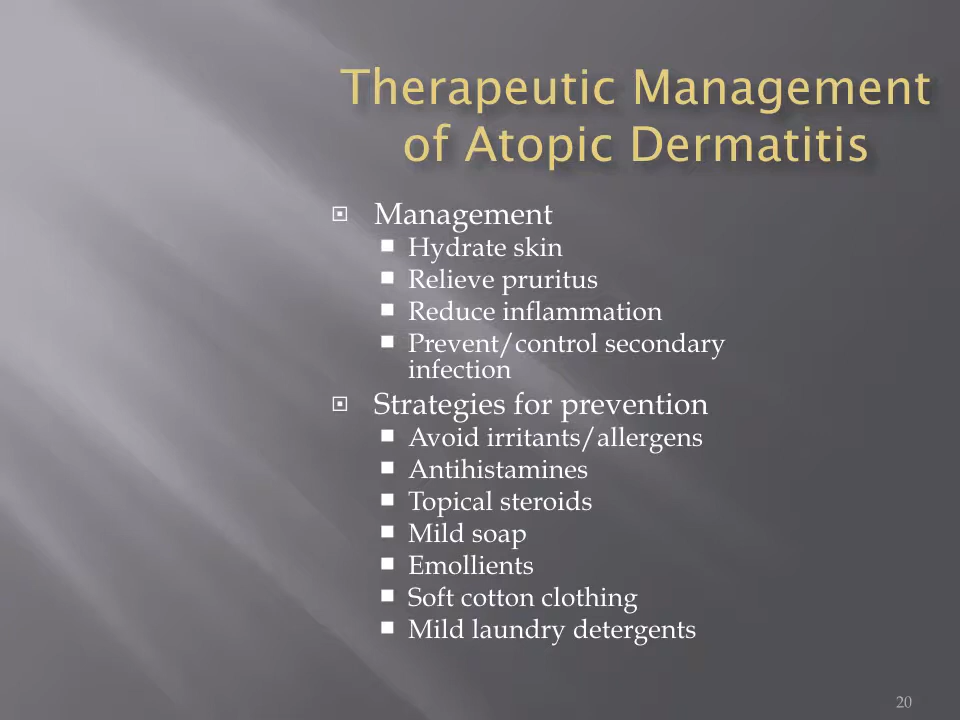 Therapeutic Management
of Atopic Dermatitis
Management
Hydrate skin
Relieve pruritus
Reduce inflammation
Prevent/control secondary
infection
Strategies for prevention
Avoid irritants/allergens
Antihistamines
Topical steroids
Mild soap
Emollients
Soft cotton clothing
Mild laundry detergents
20